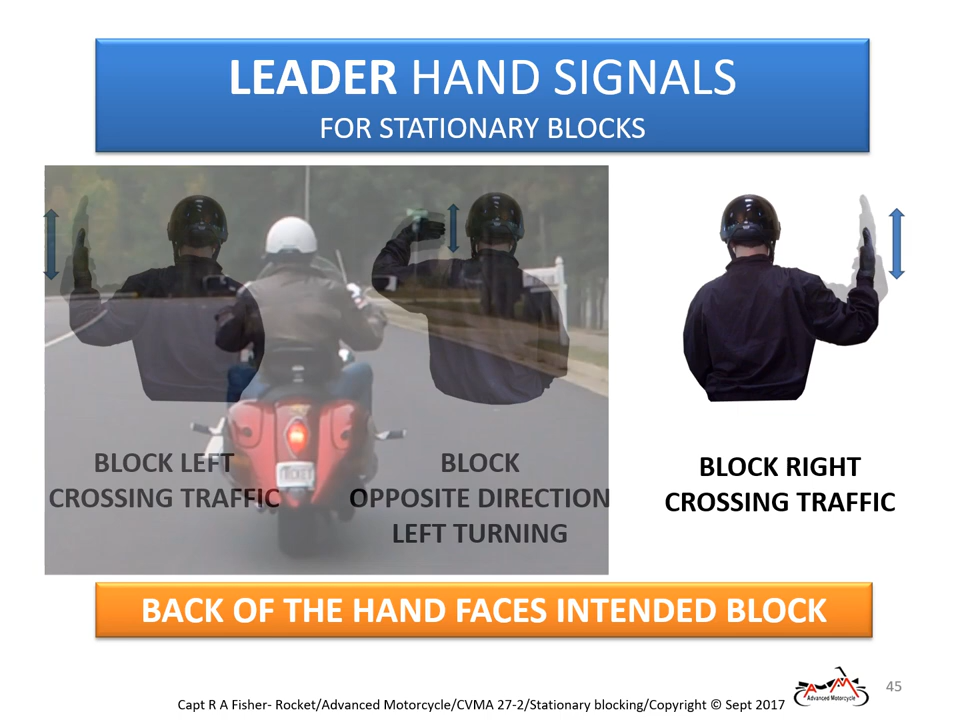 LEADER HAND SIGNALS
FOR STATIONARY BLOCKS
BLOCK LEFT
CROSSING TRAFFIC
BLOCK
OPPOSITE DIRECTION
LEFT TURNING
BLOCK RIGHT
CROSSING TRAFFIC
BACK OF THE HAND FACES INTENDED BLOCK
Advanced Motorcycle
45
Capt R A Fisher- Rocket/Advanced Motorcycle/CVMA 27-2/Stationary blocking/Copyright © Sept 2017